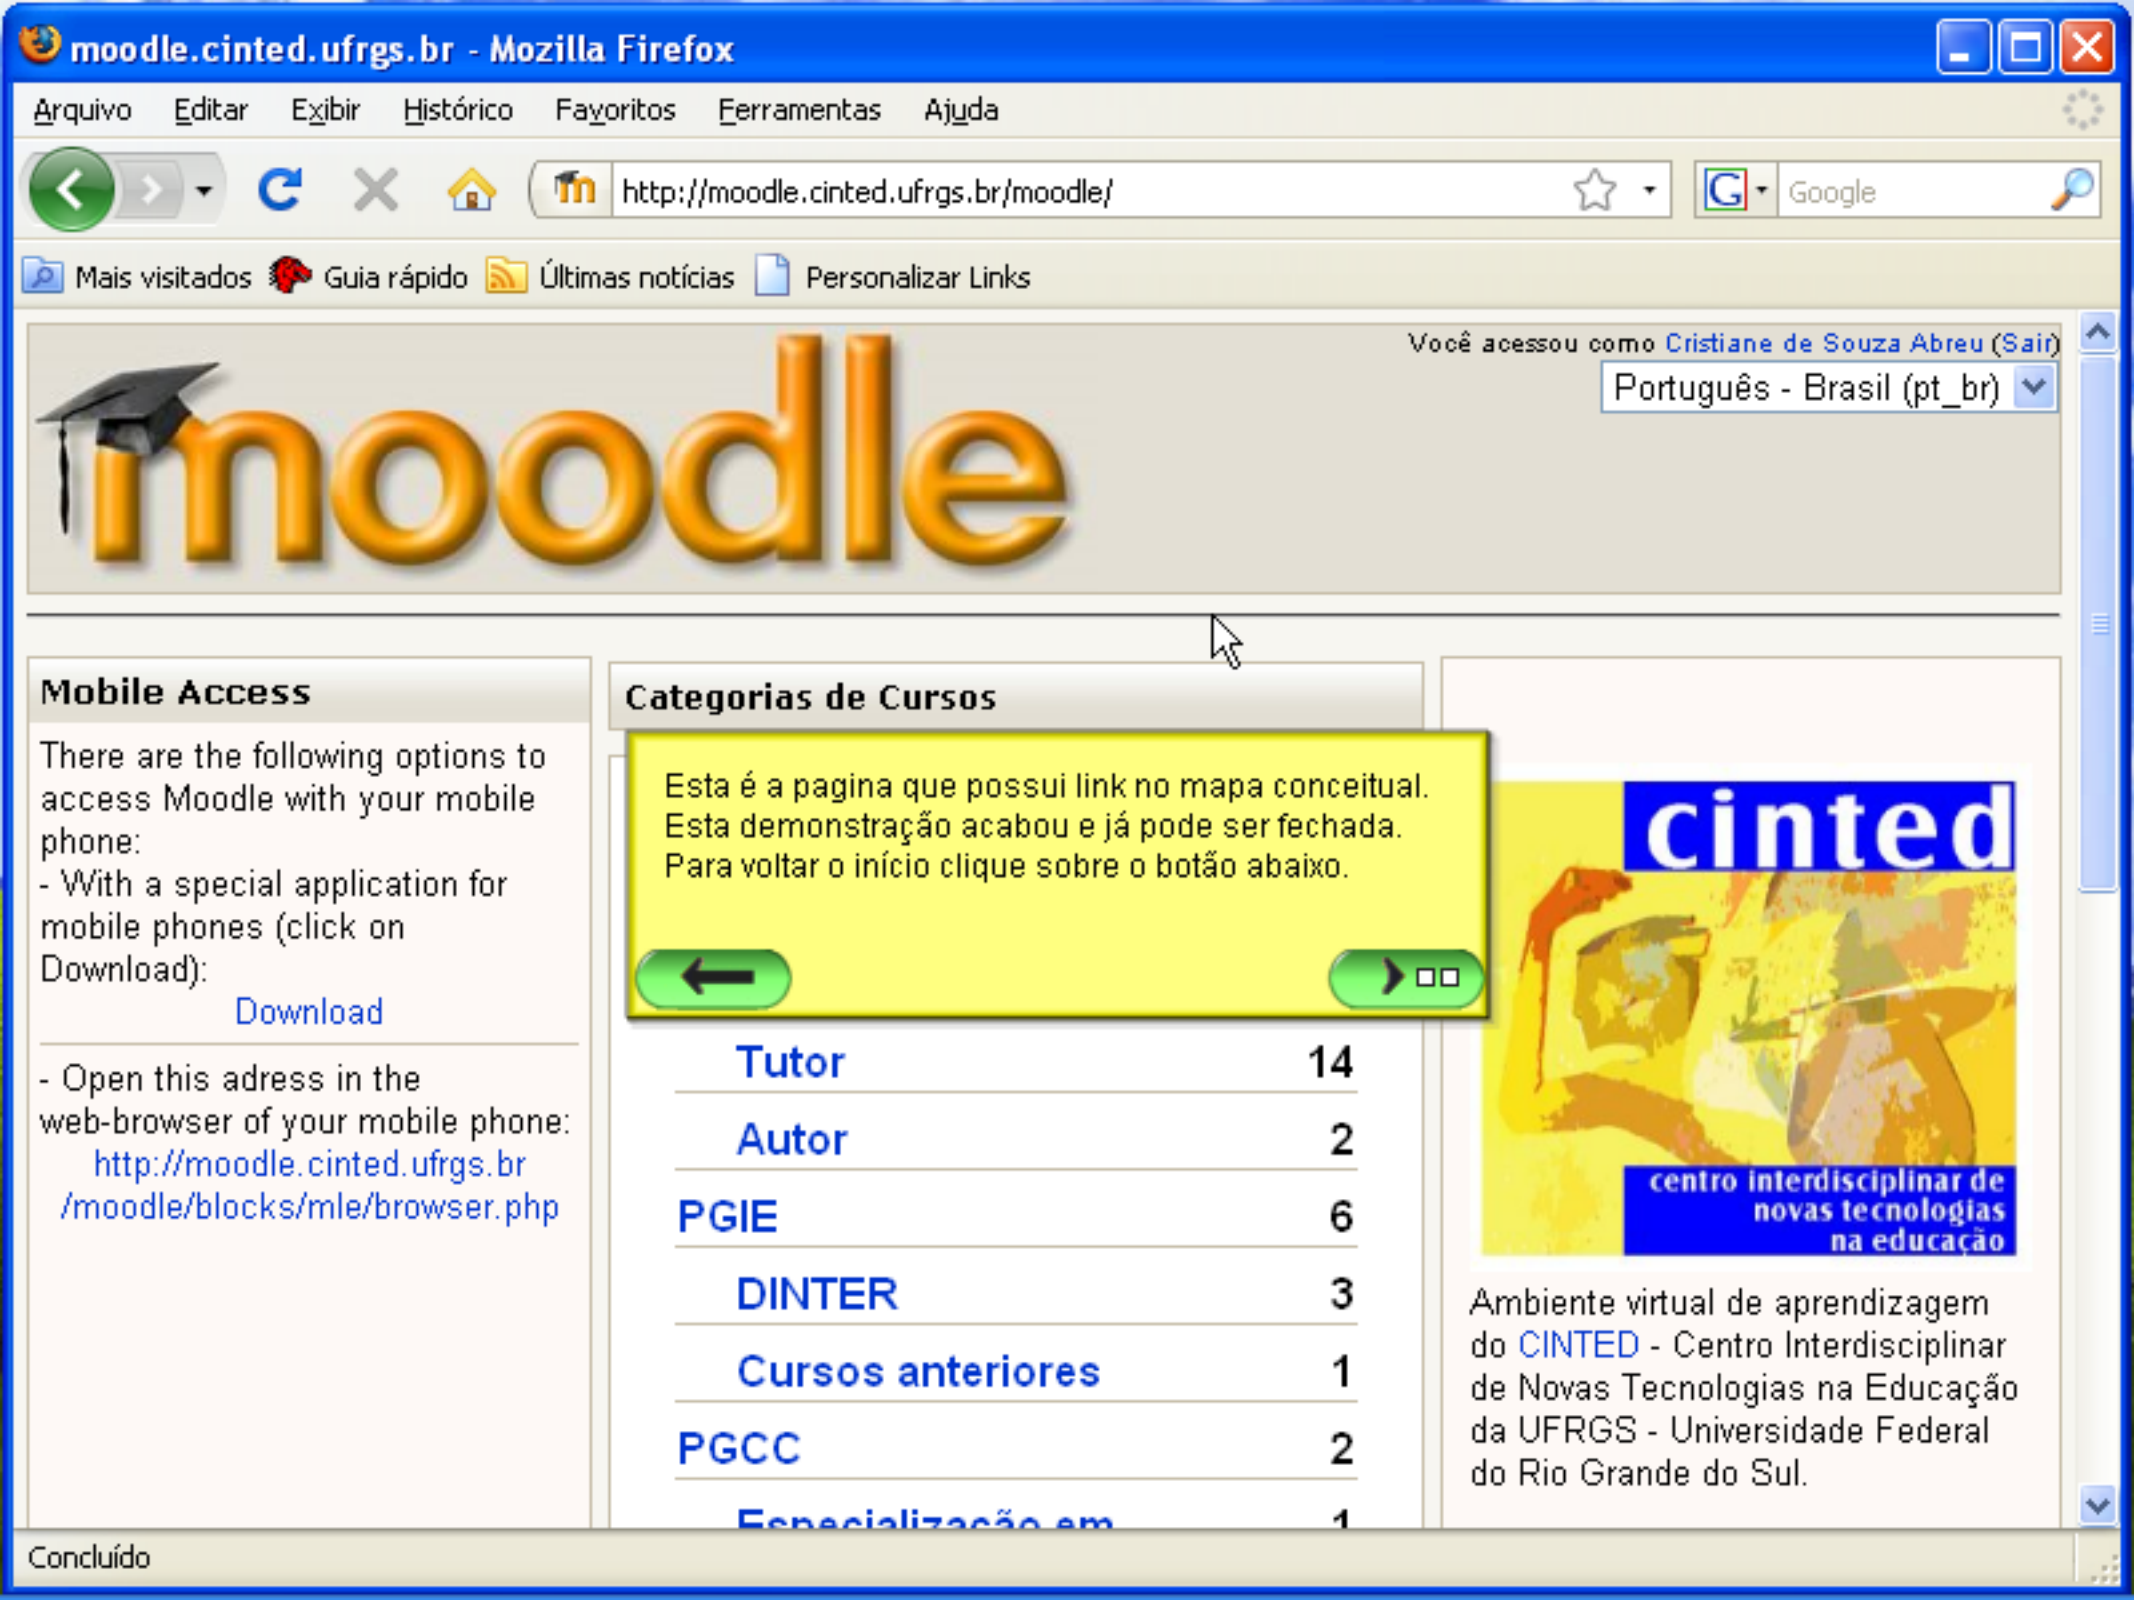 moodle.cinted.ufrgs.br - Mozilla Firefox
Arquivo Editar Exibir Histórico Favoritos Ferramentas Ajuda
http://moodle.cinted.ufrgs.br/moodle/
G Google
Mais visitados Guia rápido Últimas notícias Personalizar Links
moodle
Você acessou como Cristiane de Souza Abreu (Sair)
Português - Brasil (pt_br)
Mobile Access
There are the following options to
access Moodle with your mobile
phone:
- With a special application for
mobile phones (click on
Download):
Download
- Open this adress in the
web-browser of your mobile phone:
http://moodle.cinted.ufrgs.br
/moodle/blocks/mle/browser.php
Categorias de Cursos
Esta é a pagina que possui link no mapa conceitual.
Esta demonstração acabou e já pode ser fechada.
Para voltar o início clique sobre o botão abaixo.
Tutor 14
Autor 2
PGIE 6
DINTER 3
Cursos anteriores 1
PGCC 2
Especialização em 1
cinted
centro interdisciplinar de
novas tecnologias
na educação
Ambiente virtual de aprendizagem
do CINTED - Centro Interdisciplinar
de Novas Tecnologias na Educação
da UFRGS - Universidade Federal
do Rio Grande do Sul.
Concluído